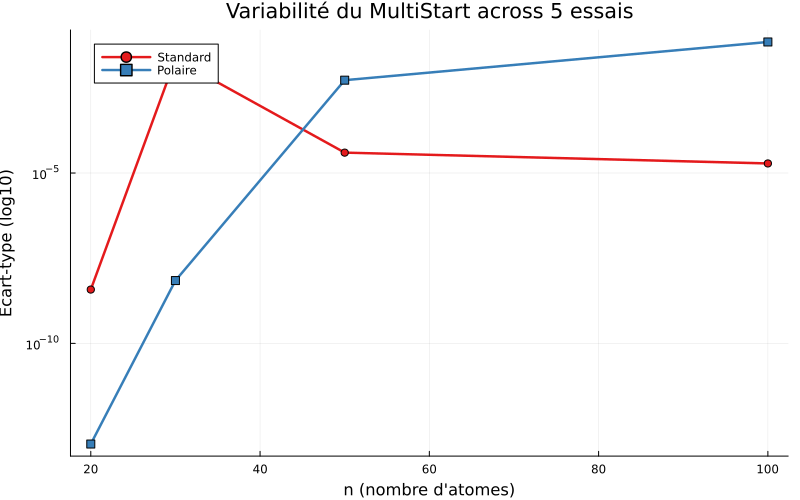 Variabilité du MultiStart across 5 essais
Standard
Polaire
Écart-type (log10)
10⁻⁵
10⁻¹⁰
20
40
60
80
100
n (nombre d'atomes)